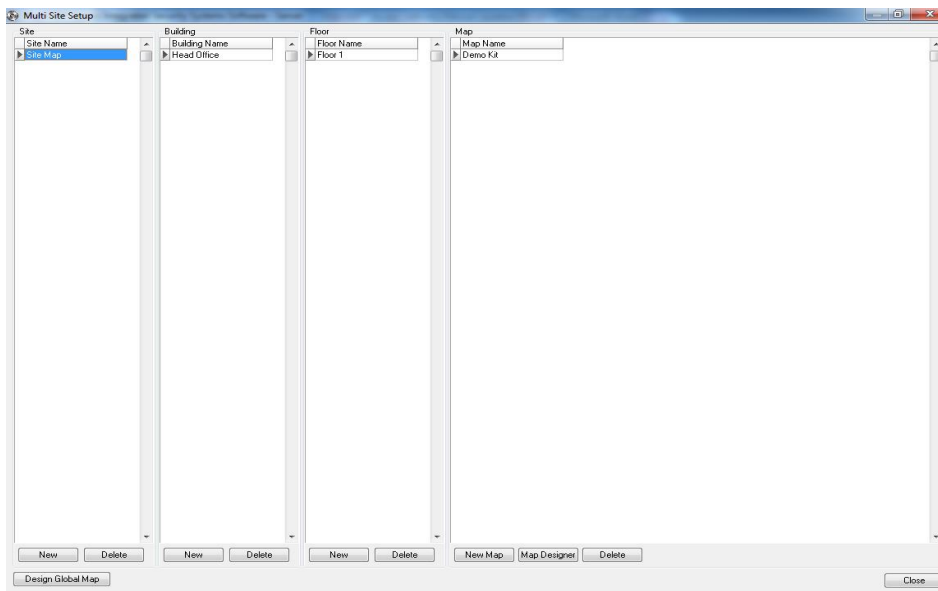 Multi Site Setup
Site Building Floor Map
Site Name Building Name Floor Name Map Name
Site Map Head Office Floor 1 Demo Kit
New Delete New Delete New Delete New Map Map Designer Delete
Design Global Map Close